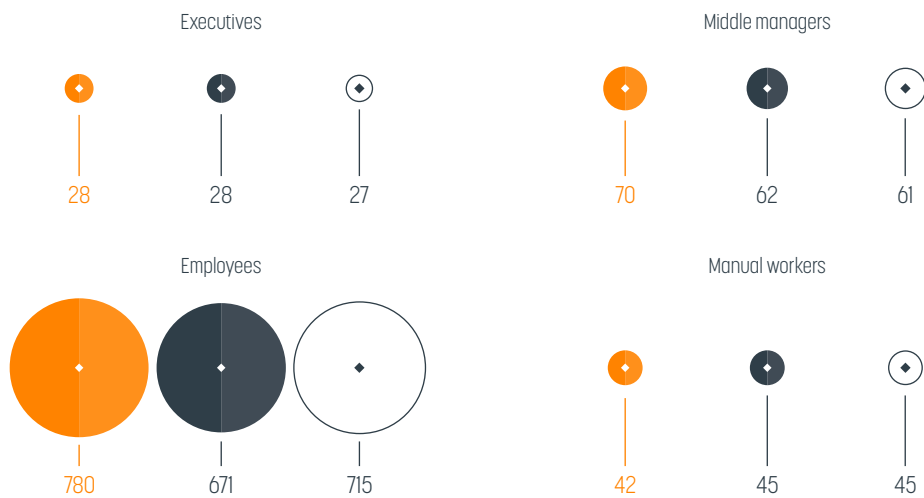 Executives
28 28 27
Middle managers
70 62 61
Employees
780 671 715
Manual workers
42 45 45